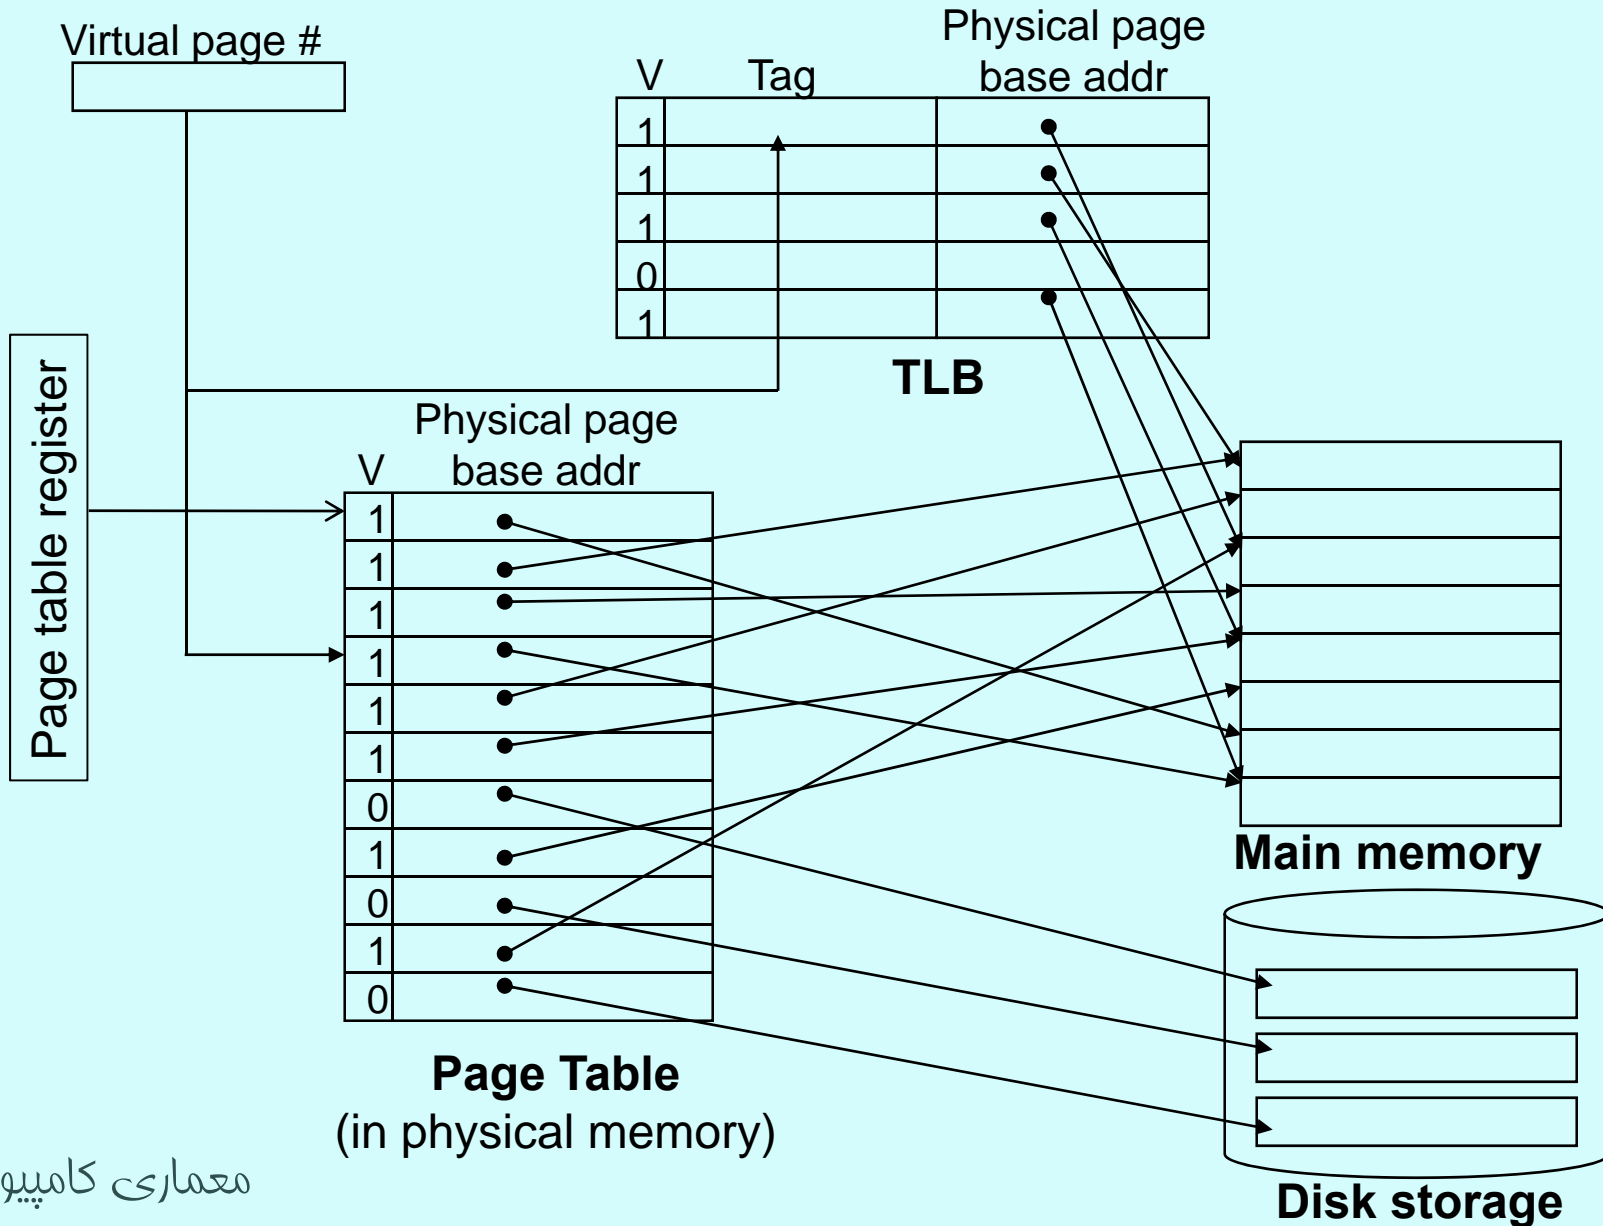 Virtual page #
Physical page
V Tag base addr
1
1
1
0
1
TLB
Page table register
Physical page
V base addr
1
1
1
1
1
1
0
1
0
1
0
Page Table
(in physical memory)
Main memory
Disk storage
معماری